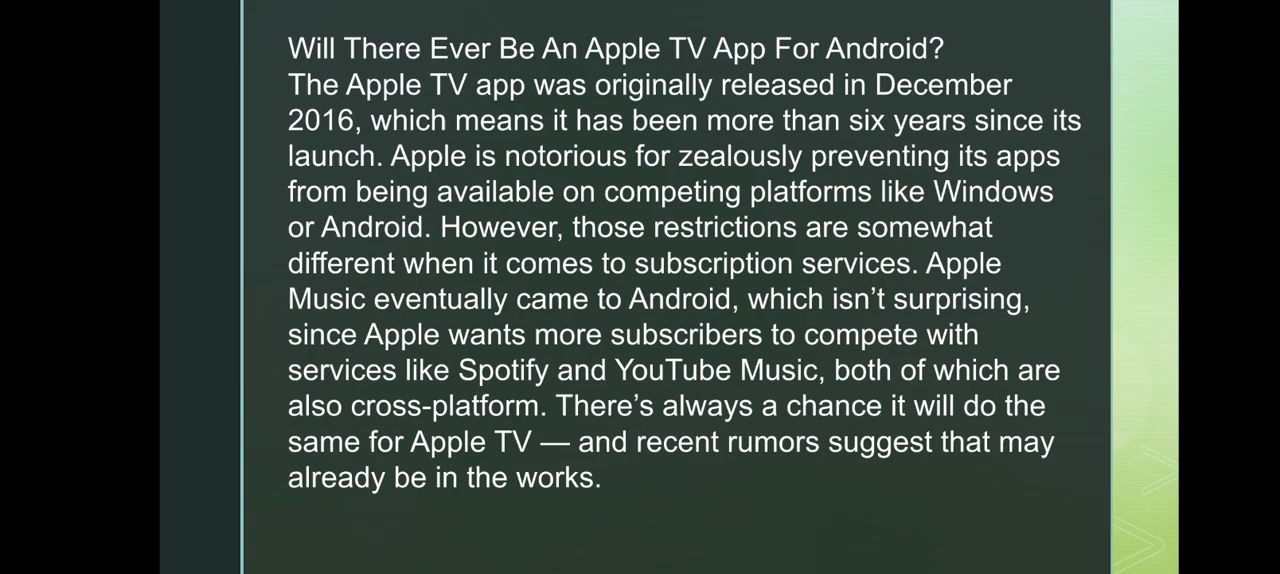 Will There Ever Be An Apple TV App For Android?
The Apple TV app was originally released in December
2016, which means it has been more than six years since its
launch. Apple is notorious for zealously preventing its apps
from being available on competing platforms like Windows
or Android. However, those restrictions are somewhat
different when it comes to subscription services. Apple
Music eventually came to Android, which isn’t surprising,
since Apple wants more subscribers to compete with
services like Spotify and YouTube Music, both of which are
also cross-platform. There’s always a chance it will do the
same for Apple TV — and recent rumors suggest that may
already be in the works.